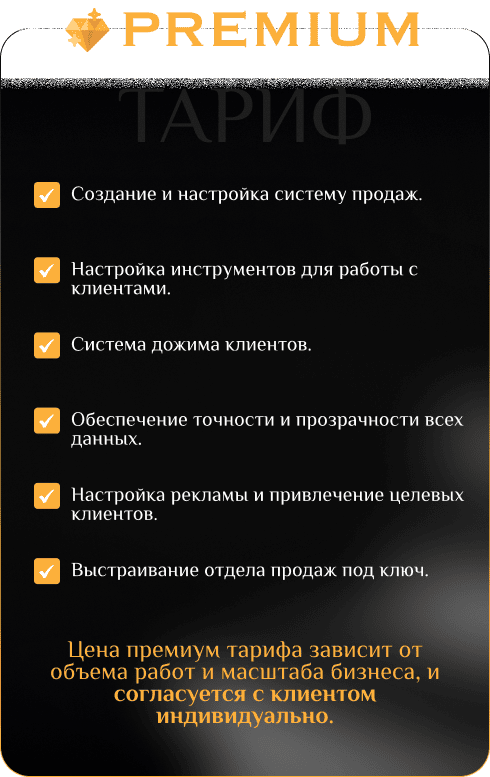 PREMIUM
ТАРИФ
Создание и настройка систему продаж.
Настройка инструментов для работы с
клиентами.
Система дожима клиентов.
Обеспечение точности и прозрачности всех
данных.
Настройка рекламы и привлечение целевых
клиентов.
Выстраивание отдела продаж под ключ.
Цена премиум тарифа зависит от
объема работ и масштаба бизнеса, и
согласуется с клиентом
индивидуально.